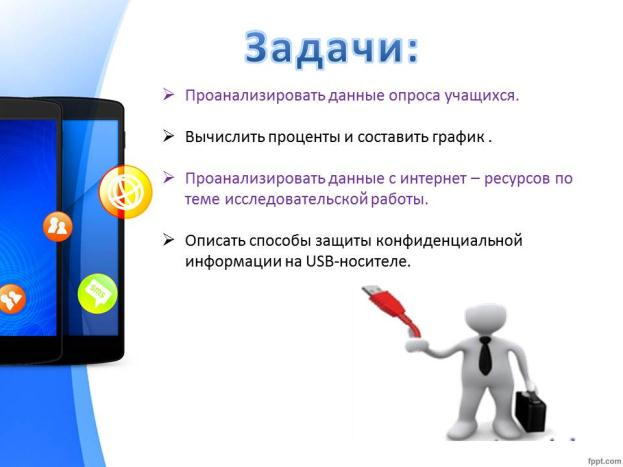 Задачи:
Проанализировать данные опроса учащихся.
Вычислить проценты и составить график .
Проанализировать данные с интернет – ресурсов по
теме исследовательской работы.
Описать способы защиты конфиденциальной
информации на USB-носителе.
sms
fppt.com